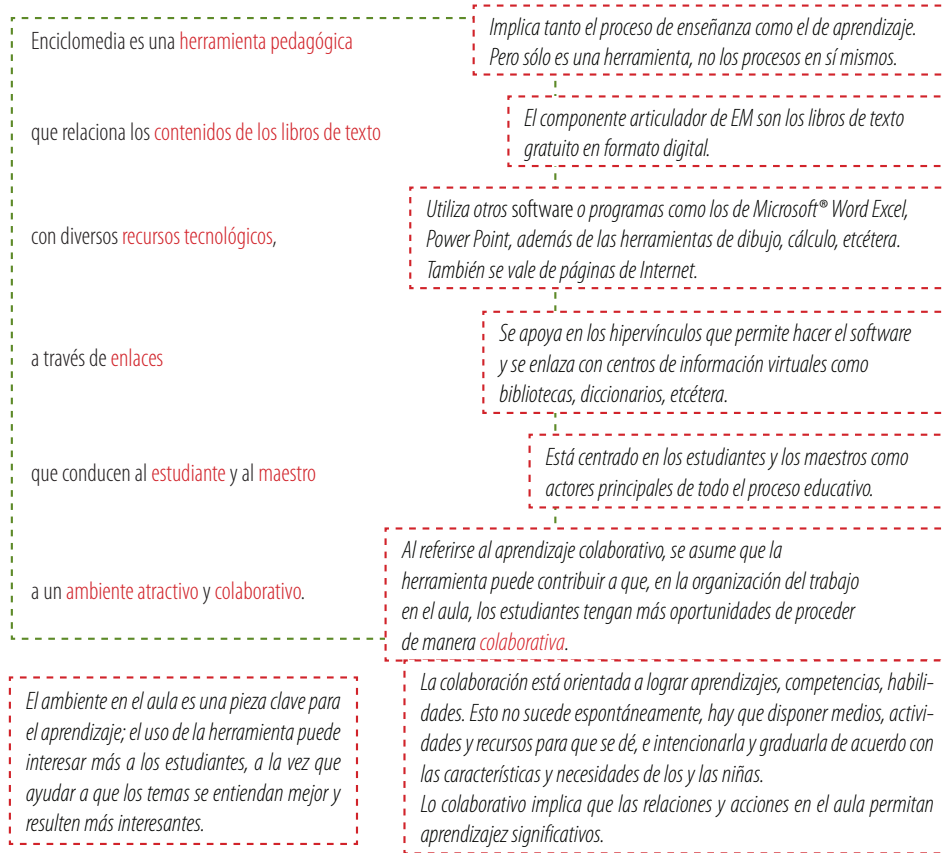 Enciclomedia es una herramienta pedagógica
Implica tanto el proceso de enseñanza como el de aprendizaje.
Pero sólo es una herramienta, no los procesos en sí mismos.
que relaciona los contenidos de los libros de texto
El componente articulador de EM son los libros de texto
gratuito en formato digital.
con diversos recursos tecnológicos,
Utiliza otros software o programas como los de Microsoft® Word Excel,
Power Point, además de las herramientas de dibujo, cálculo, etcétera.
También se vale de páginas de Internet.
a través de enlaces
Se apoya en los hipervínculos que permite hacer el software
y se enlaza con centros de información virtuales como
bibliotecas, diccionarios, etcétera.
que conducen al estudiante y al maestro
Está centrado en los estudiantes y los maestros como
actores principales de todo el proceso educativo.
a un ambiente atractivo y colaborativo.
Al referirse al aprendizaje colaborativo, se asume que la
herramienta puede contribuir a que, en la organización del trabajo
en el aula, los estudiantes tengan más oportunidades de proceder
de manera colaborativa.
El ambiente en el aula es una pieza clave para
el aprendizaje; el uso de la herramienta puede
interesar más a los estudiantes, a la vez que
ayudar a que los temas se entiendan mejor y
resulten más interesantes.
La colaboración está orientada a lograr aprendizajes, competencias, habili-
dades. Esto no sucede espontáneamente, hay que disponer medios, activi-
dades y recursos para que se dé, e intencionarla y graduarla de acuerdo con
las características y necesidades de los y las niñas.
Lo colaborativo implica que las relaciones y acciones en el aula permitan
aprendizajez significativos.